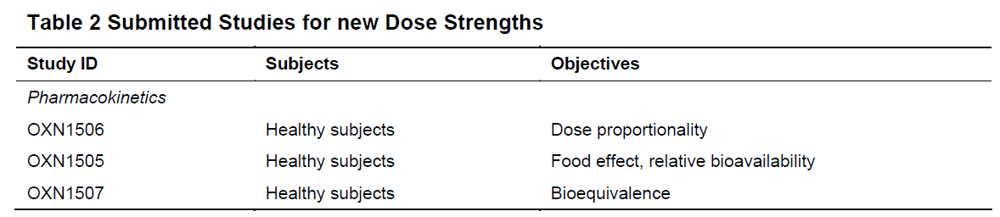 Table 2 Submitted Studies for new Dose Strengths
Study ID Subjects Objectives
Pharmacokinetics
OXN1506 Healthy subjects Dose proportionality
OXN1505 Healthy subjects Food effect, relative bioavailability
OXN1507 Healthy subjects Bioequivalence